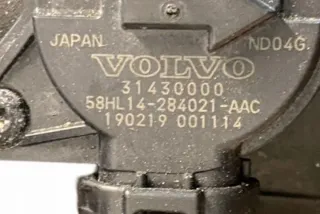 JAPAN ND04G
VOLVO
31430000
58HL14-284021-AAC
190219 001114